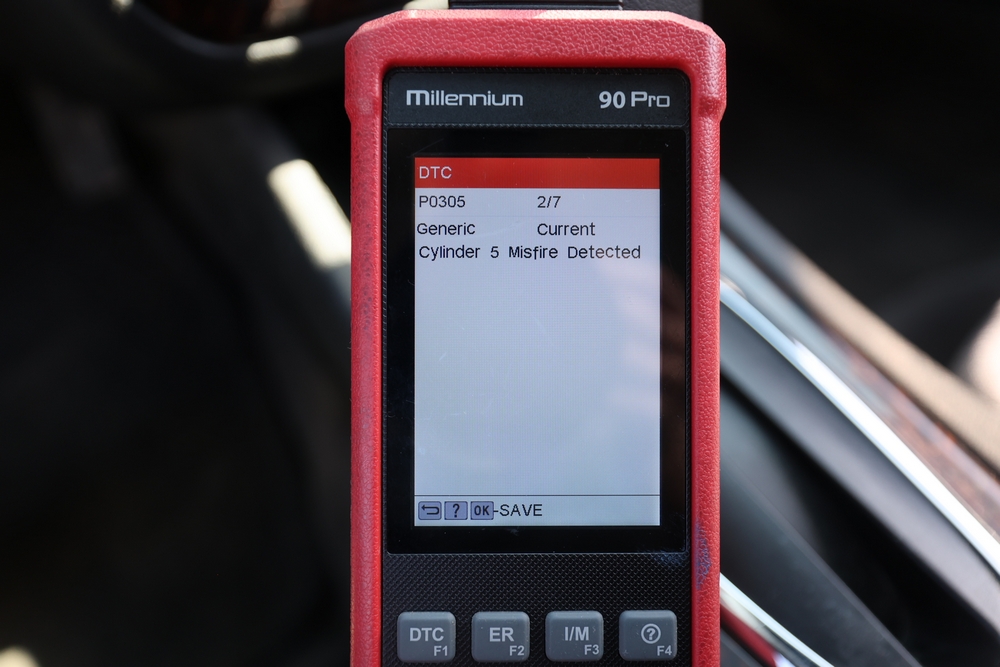 Millennium 90 Pro
DTC
P0305 2/7
Generic Current
Cylinder 5 Misfire Detected
? OK-SAVE
DTC F1 ER F2 I/M F3 ? F4